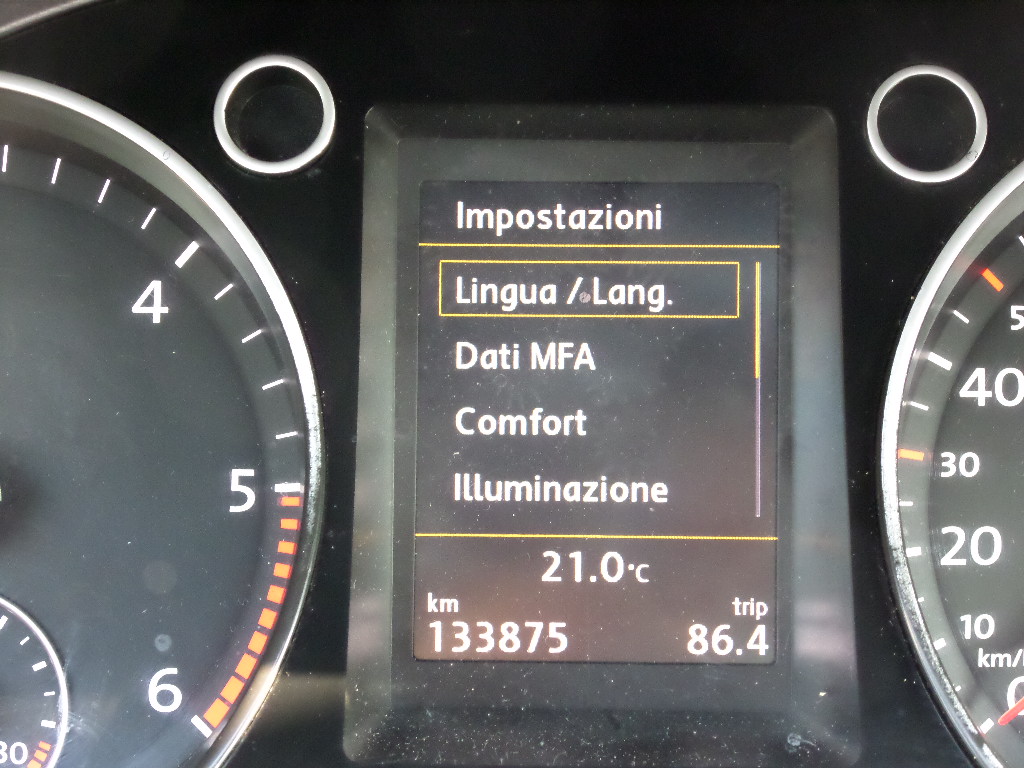 Impostazioni
Lingua / Lang.
Dati MFA
Comfort
Illuminazione
21.0°C
km
trip
133875
86.4
4
5
6
40
30
20
10
km/